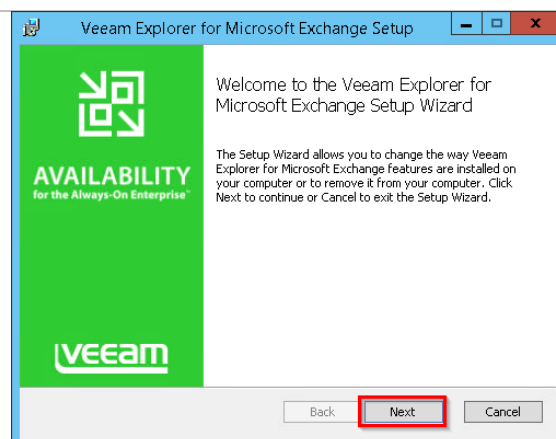 Veeam Explorer for Microsoft Exchange Setup
Welcome to the Veeam Explorer for
Microsoft Exchange Setup Wizard
The Setup Wizard allows you to change the way Veeam
Explorer for Microsoft Exchange features are installed on
your computer or to remove it from your computer. Click
Next to continue or Cancel to exit the Setup Wizard.
AVAILABILITY
for the Always-On Enterprise™
veeam
Back Next Cancel